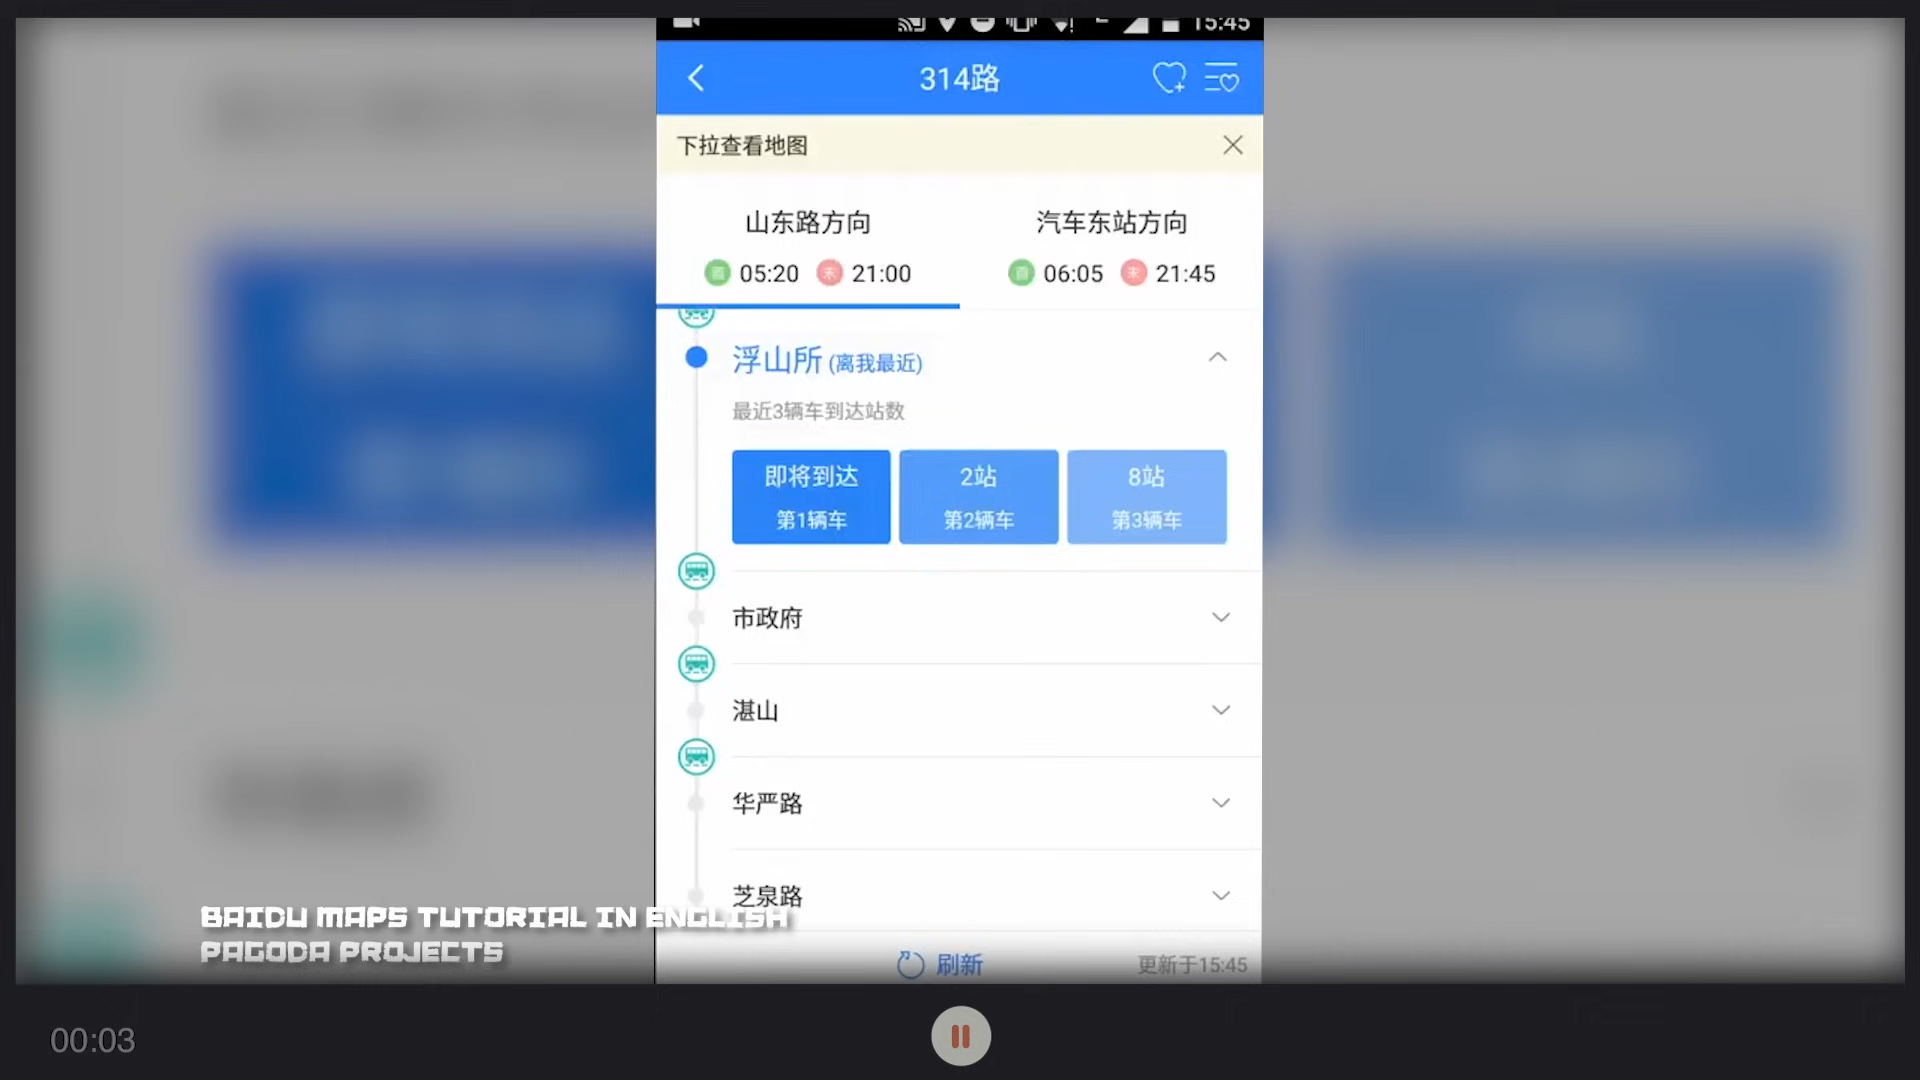 15:45
314路
下拉查看地图
山东路方向
首 05:20 末 21:00
汽车东站方向
首 06:05 末 21:45
浮山所 (离我最近)
最近3辆车到达站数
即将到达
第1辆车
2站
第2辆车
8站
第3辆车
市政府
湛山
华严路
芝泉路
刷新
更新于15:45
BAIDU MAPS TUTORIAL IN ENGLISH
PAGODA PROJECTS
00:03